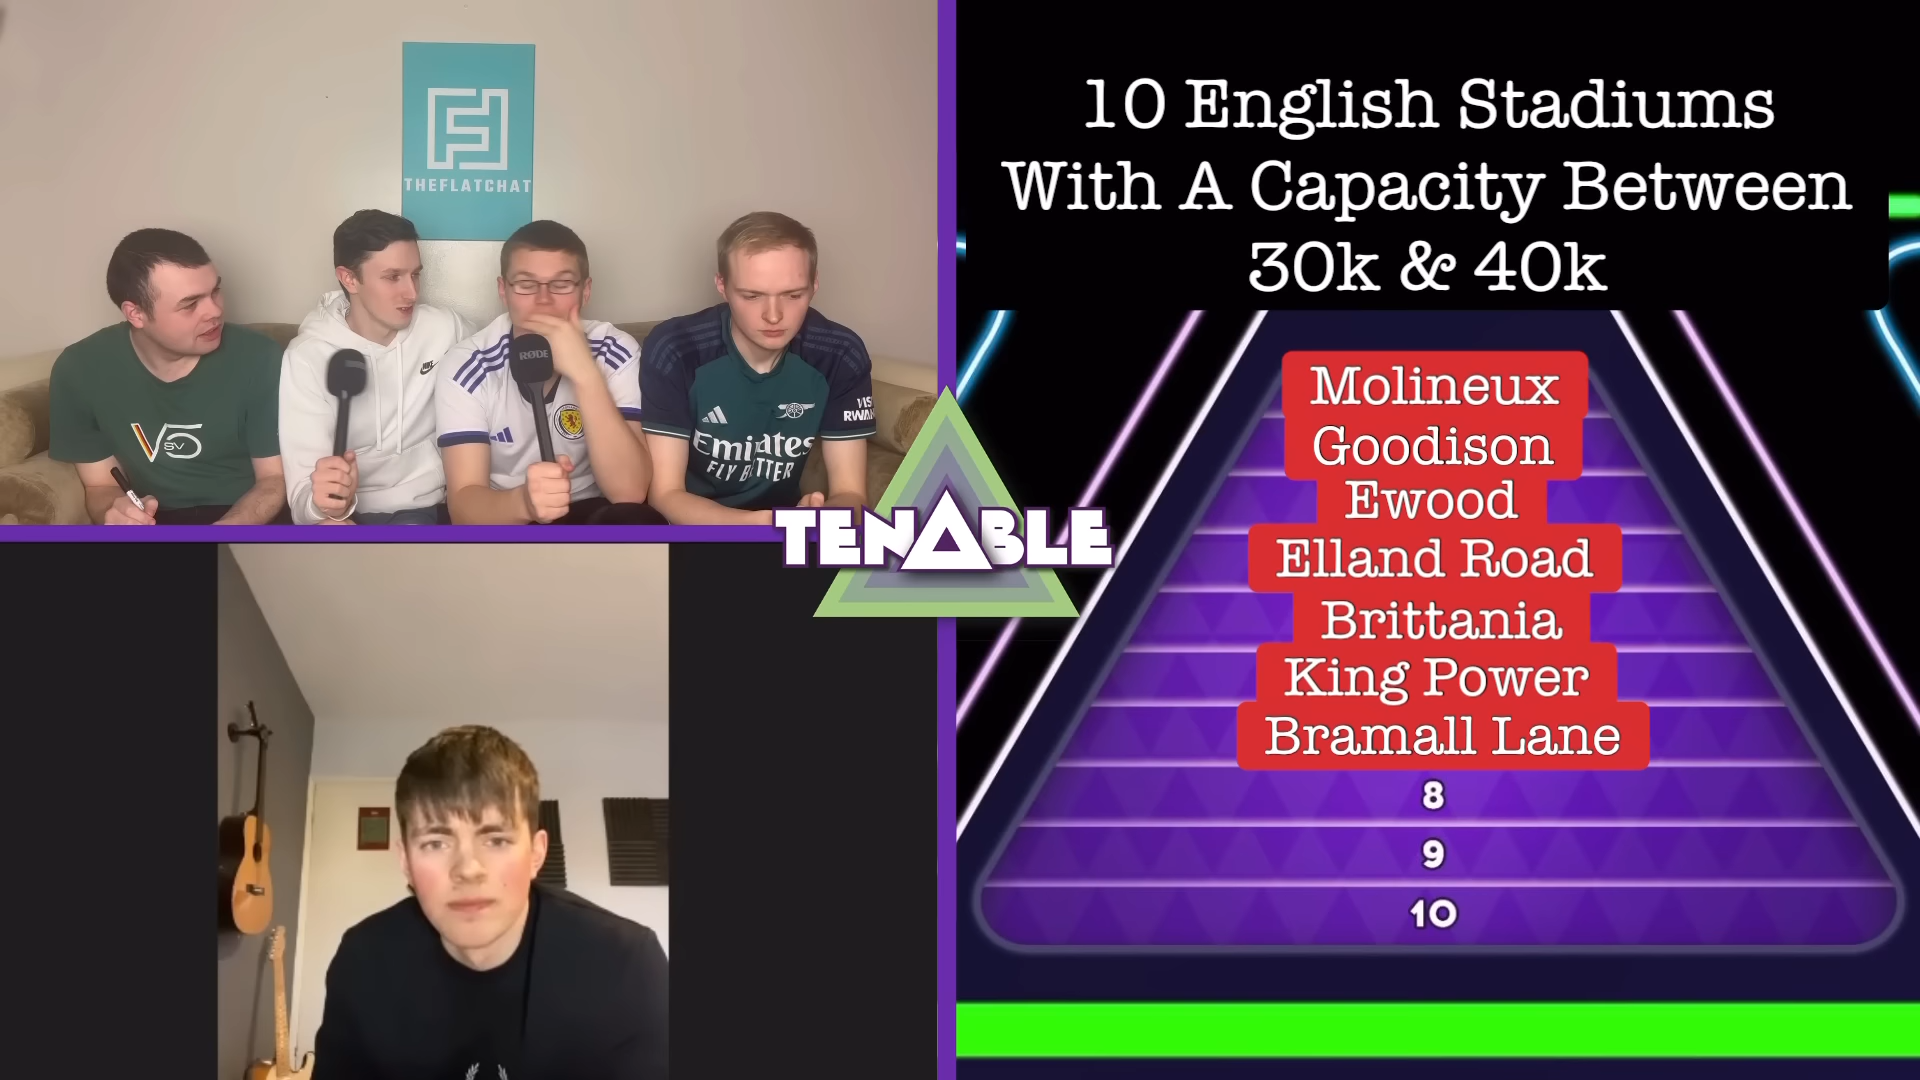 THEFLATCHAT
RØDE
SV
Emirates
FLY BETTER
TENABLE
10 English Stadiums
With A Capacity Between
30k & 40k
Molineux
Goodison
Ewood
Elland Road
Brittania
King Power
Bramall Lane
8
9
10